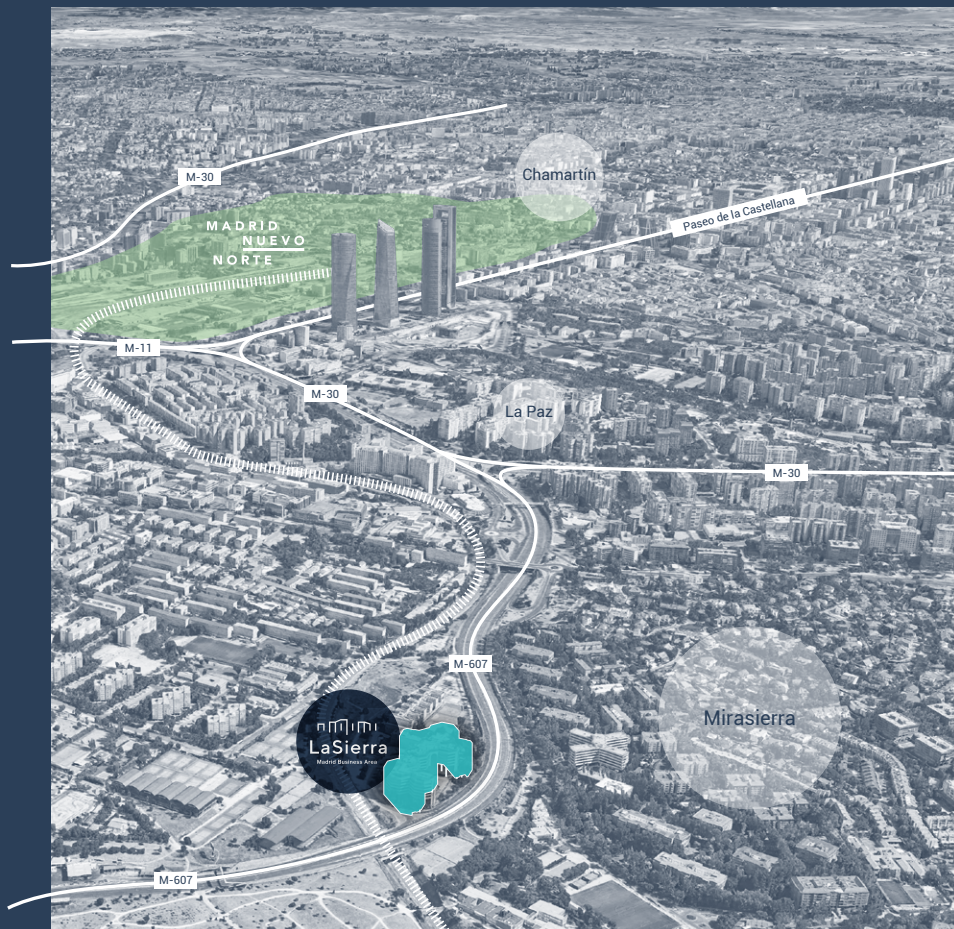 M-30
Chamartín
Paseo de la Castellana
MADRID
NUEVO
NORTE
M-11
M-30
La Paz
M-30
M-607
Mirasierra
LaSierra
Madrid Business Area
M-607